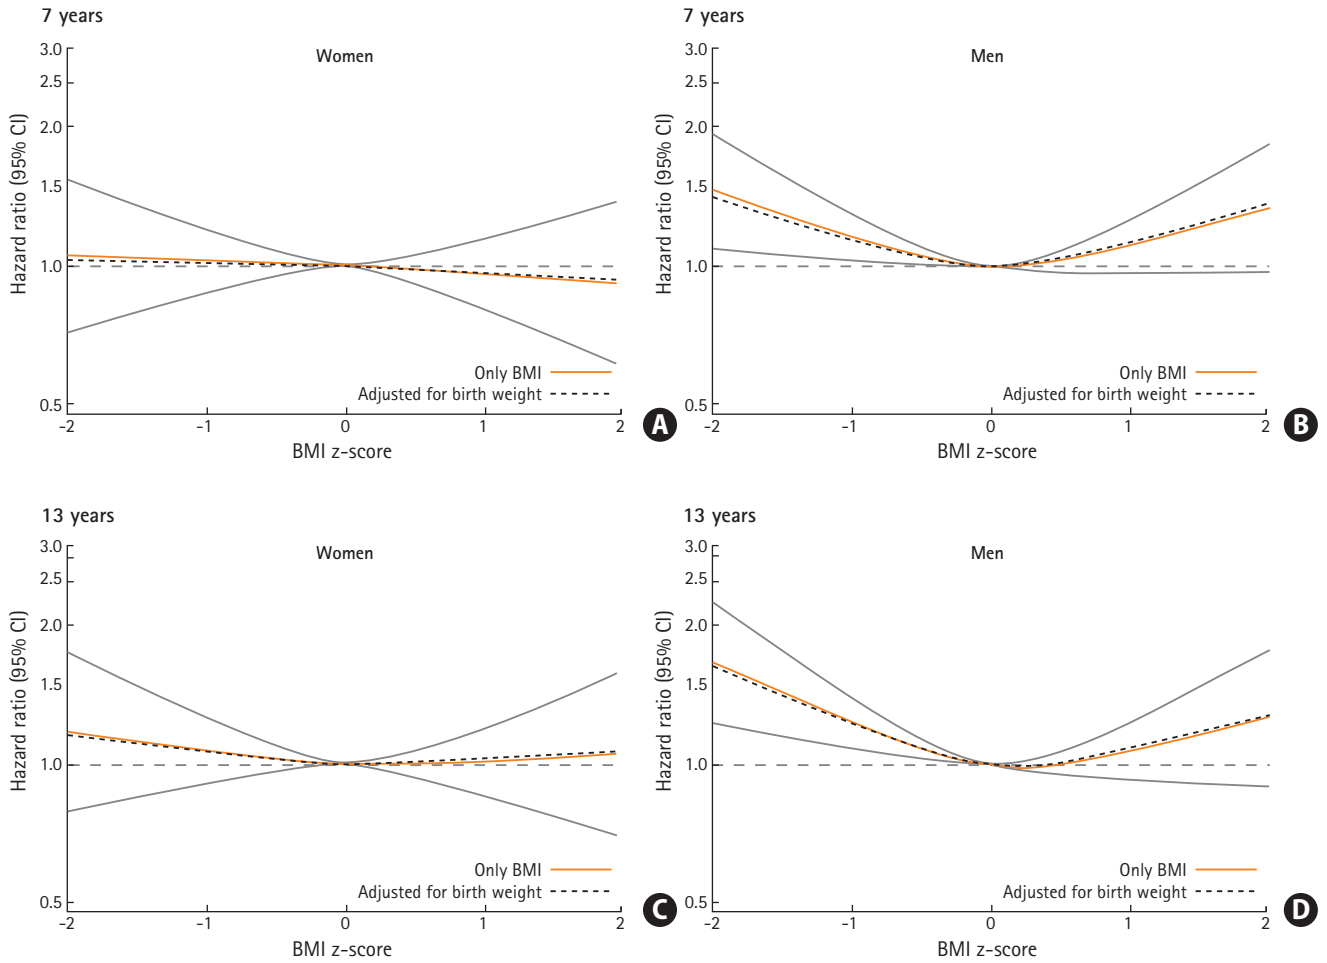 7 years
Women
Hazard ratio (95% CI)
3.0
2.5
2.0
1.5
1.0
0.5
Only BMI
Adjusted for birth weight
-2
-1
0
1
2
BMI z-score
A
7 years
Men
Hazard ratio (95% CI)
3.0
2.5
2.0
1.5
1.0
0.5
Only BMI
Adjusted for birth weight
-2
-1
0
1
2
BMI z-score
B
13 years
Women
Hazard ratio (95% CI)
3.0
2.5
2.0
1.5
1.0
0.5
Only BMI
Adjusted for birth weight
-2
-1
0
1
2
BMI z-score
C
13 years
Men
Hazard ratio (95% CI)
3.0
2.5
2.0
1.5
1.0
0.5
Only BMI
Adjusted for birth weight
-2
-1
0
1
2
BMI z-score
D